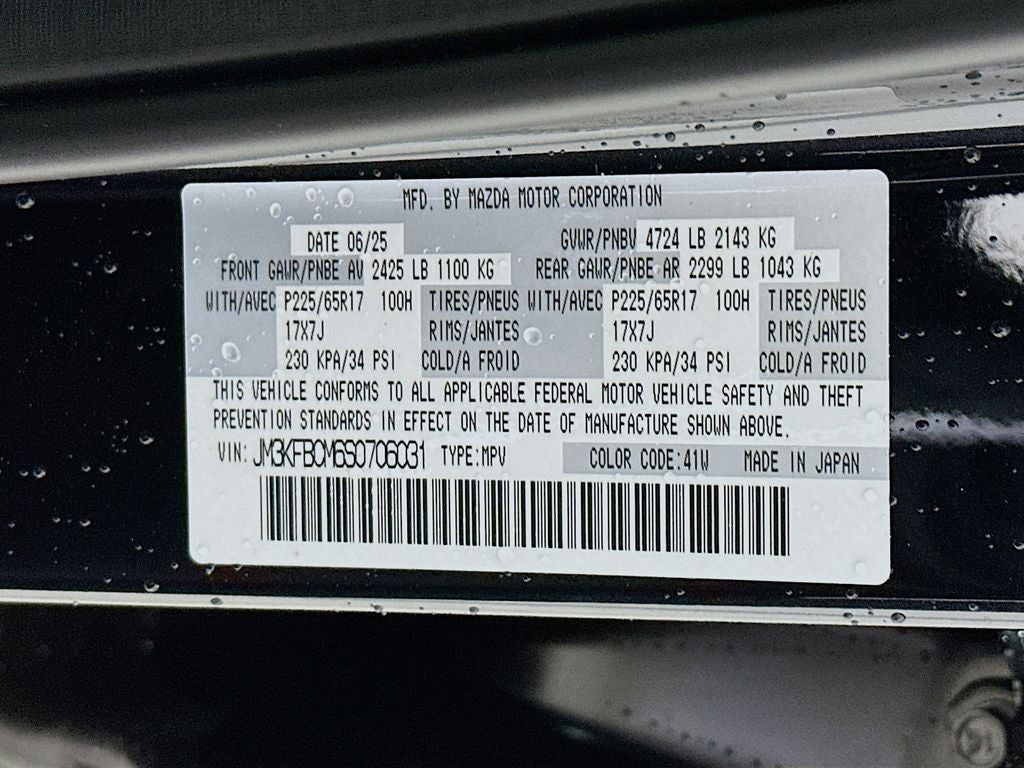 MFD. BY MAZDA MOTOR CORPORATION
DATE 06/25 GVWR/PNBV 4724 LB 2143 KG
FRONT GAWR/PNBE AV 2425 LB 1100 KG REAR GAWR/PNBE AR 2299 LB 1043 KG
WITH/AVEC P225/65R17 100H TIRES/PNEUS WITH/AVEC P225/65R17 100H TIRES/PNEUS
17X7J RIMS/JANTES 17X7J RIMS/JANTES
230 KPA/34 PSI COLD/A FROID 230 KPA/34 PSI COLD/A FROID
THIS VEHICLE CONFORMS TO ALL APPLICABLE FEDERAL MOTOR VEHICLE SAFETY AND THEFT
PREVENTION STANDARDS IN EFFECT ON THE DATE OF MANUFACTURE SHOWN ABOVE.
VIN: JM3KFBCM6S0706031 TYPE:MPV COLOR CODE:41W MADE IN JAPAN